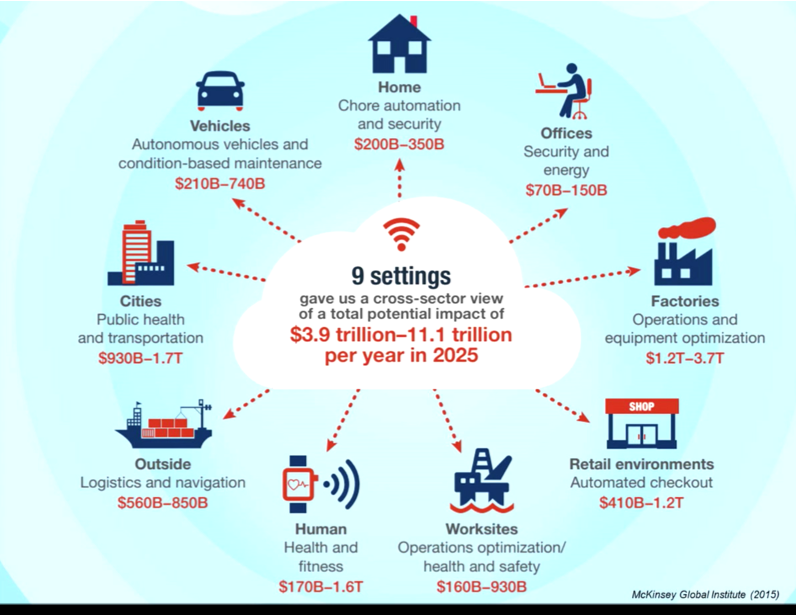 Home
Chore automation
and security
$200B–350B
Vehicles
Autonomous vehicles and
condition-based maintenance
$210B–740B
Offices
Security and
energy
$70B–150B
9 settings
gave us a cross-sector view
of a total potential impact of
$3.9 trillion–11.1 trillion
per year in 2025
Cities
Public health
and transportation
$930B–1.7T
Factories
Operations and
equipment optimization
$1.2T–3.7T
Outside
Logistics and navigation
$560B–850B
SHOP
Retail environments
Automated checkout
$410B–1.2T
Human
Health and
fitness
$170B–1.6T
Worksites
Operations optimization/
health and safety
$160B–930B
McKinsey Global Institute (2015)